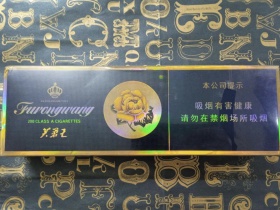 Furongwang
200 CLASS A CIGARETTES
芙蓉王
本公司提示
吸烟有害健康
请勿在禁烟场所吸烟